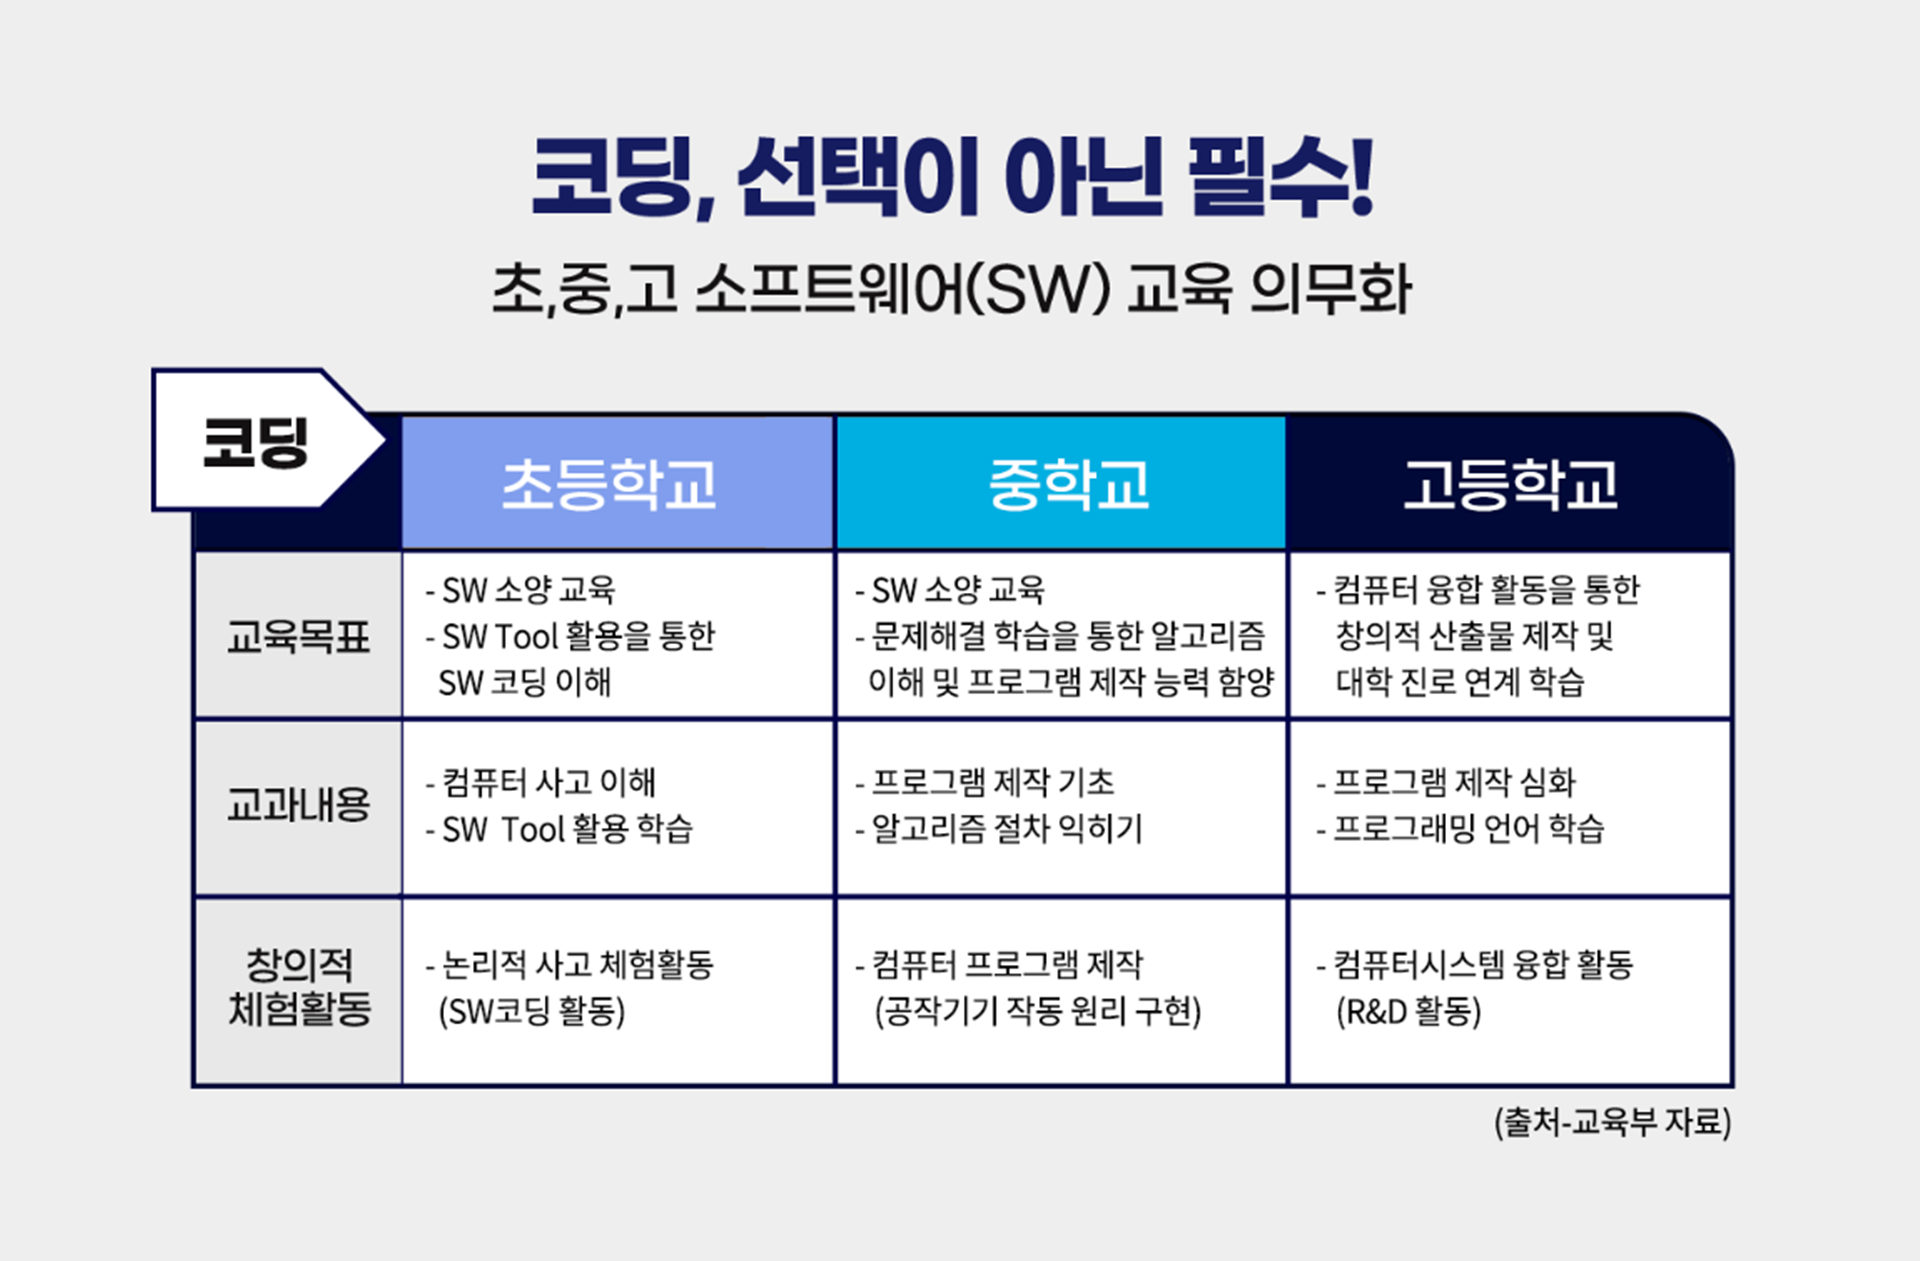 코딩, 선택이 아닌 필수!
초,중,고 소프트웨어(SW) 교육 의무화
코딩
초등학교
중학교
고등학교
교육목표
- SW 소양 교육
- SW Tool 활용을 통한
SW 코딩 이해
- SW 소양 교육
- 문제해결 학습을 통한 알고리즘
이해 및 프로그램 제작 능력 함양
- 컴퓨터 융합 활동을 통한
창의적 산출물 제작 및
대학 진로 연계 학습
교과내용
- 컴퓨터 사고 이해
- SW Tool 활용 학습
- 프로그램 제작 기초
- 알고리즘 절차 익히기
- 프로그램 제작 심화
- 프로그래밍 언어 학습
창의적
체험활동
- 논리적 사고 체험활동
(SW코딩 활동)
- 컴퓨터 프로그램 제작
(공작기기 작동 원리 구현)
- 컴퓨터시스템 융합 활동
(R&D 활동)
(출처-교육부 자료)